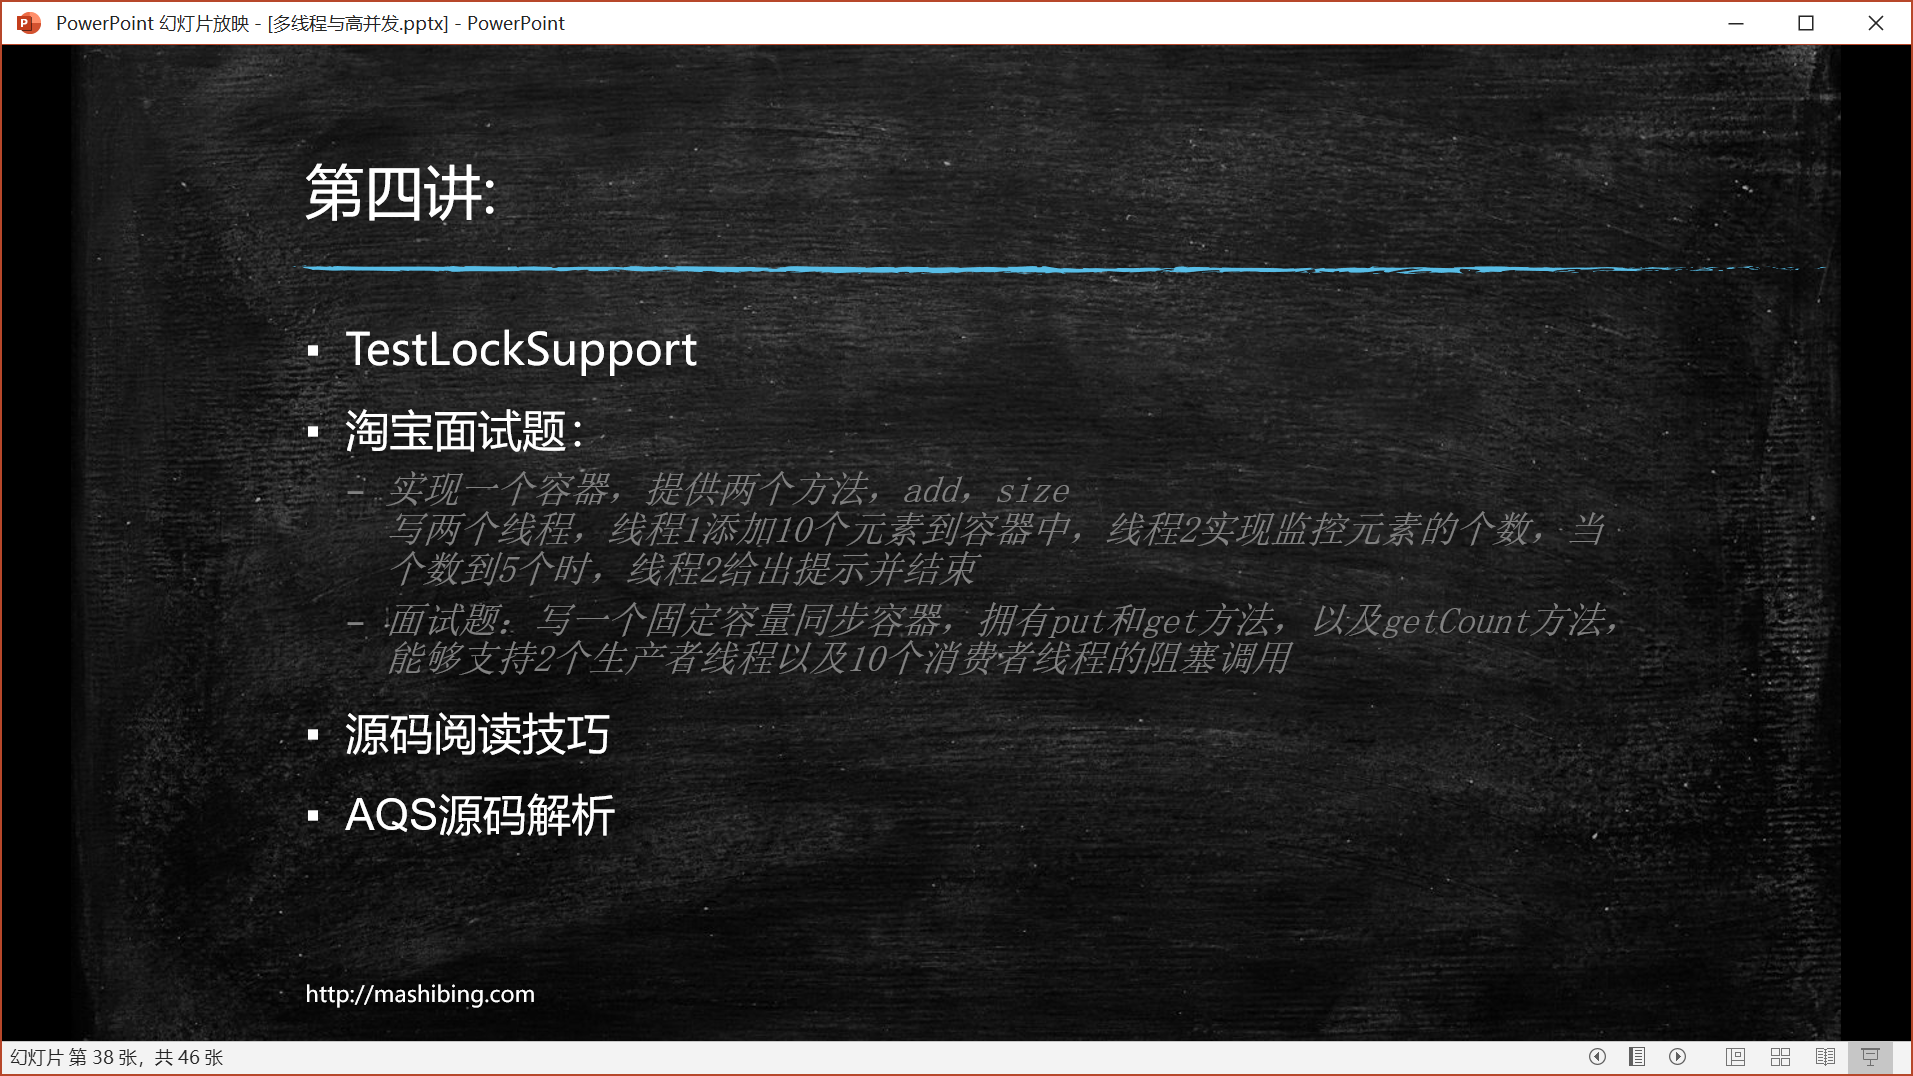 PowerPoint 幻灯片放映 - [多线程与高并发.pptx] - PowerPoint
第四讲:
▪ TestLockSupport
▪ 淘宝面试题：
– 实现一个容器，提供两个方法，add，size
写两个线程，线程1添加10个元素到容器中，线程2实现监控元素的个数，当
个数到5个时，线程2给出提示并结束
– 面试题：写一个固定容量同步容器，拥有put和get方法，以及getCount方法，
能够支持2个生产者线程以及10个消费者线程的阻塞调用
▪ 源码阅读技巧
▪ AQS源码解析
http://mashibing.com
幻灯片 第 38 张，共 46 张